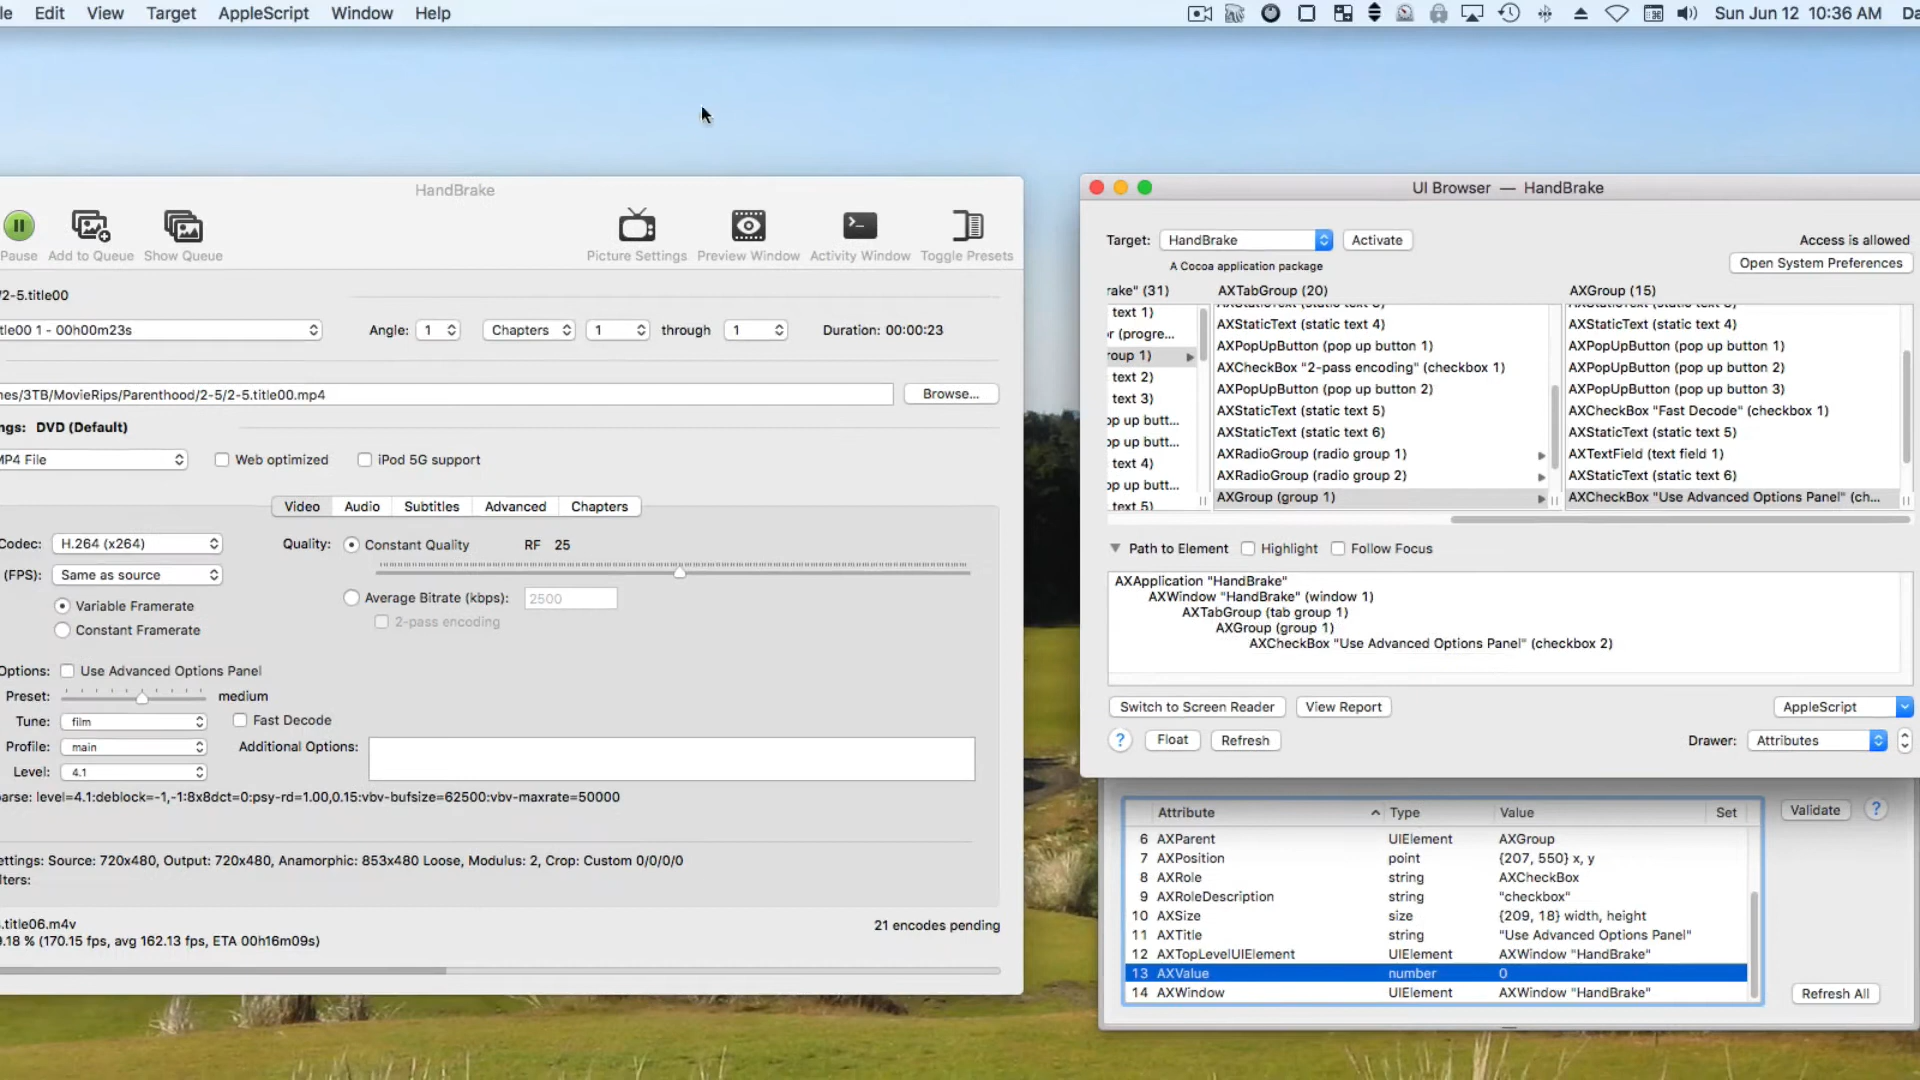 le Edit View Target AppleScript Window Help Sun Jun 12 10:36 AM Da
HandBrake
Pause Add to Queue Show Queue Picture Settings Preview Window Activity Window Toggle Presets
/2-5.title00
tle00 1 - 00h00m23s Angle: 1 Chapters 1 through 1 Duration: 00:00:23
nes/3TB/MovieRips/Parenthood/2-5/2-5.title00.mp4 Browse...
ngs: DVD (Default)
MP4 File Web optimized iPod 5G support
Video Audio Subtitles Advanced Chapters
Codec: H.264 (x264) Quality: Constant Quality RF 25
(FPS): Same as source
Average Bitrate (kbps): 2500
Variable Framerate
2-pass encoding
Constant Framerate
Options: Use Advanced Options Panel
Preset: medium
Tune: film Fast Decode
Profile: main Additional Options:
Level: 4.1
parse: level=4.1:deblock=-1,-1:8x8dct=0:psy-rd=1.00,0.15:vbv-bufsize=62500:vbv-maxrate=50000
ettings: Source: 720x480, Output: 720x480, Anamorphic: 853x480 Loose, Modulus: 2, Crop: Custom 0/0/0/0
lters:
.title06.m4v 21 encodes pending
9.18 % (170.15 fps, avg 162.13 fps, ETA 00h16m09s)
UI Browser — HandBrake
Target: HandBrake Activate Access is allowed
A Cocoa application package Open System Preferences
rake" (31) AXTabGroup (20) AXGroup (15)
text 1) AXStaticText (static text 4) AXStaticText (static text 4)
r (progre... AXPopUpButton (pop up button 1) AXPopUpButton (pop up button 1)
roup 1) AXCheckBox "2-pass encoding" (checkbox 1) AXPopUpButton (pop up button 2)
text 2) AXPopUpButton (pop up button 2) AXPopUpButton (pop up button 3)
text 3) AXStaticText (static text 5) AXCheckBox "Fast Decode" (checkbox 1)
op up butt... AXStaticText (static text 6) AXStaticText (static text 5)
op up butt... AXRadioGroup (radio group 1) AXTextField (text field 1)
text 4) AXRadioGroup (radio group 2) AXStaticText (static text 6)
op up butt... AXGroup (group 1) AXCheckBox "Use Advanced Options Panel" (ch...
text 5)
Path to Element Highlight Follow Focus
AXApplication "HandBrake"
AXWindow "HandBrake" (window 1)
AXTabGroup (tab group 1)
AXGroup (group 1)
AXCheckBox "Use Advanced Options Panel" (checkbox 2)
Switch to Screen Reader View Report AppleScript
? Float Refresh Drawer: Attributes
Attribute Type Value Set Validate ?
6 AXParent UIElement AXGroup
7 AXPosition point {207, 550} x, y
8 AXRole string AXCheckBox
9 AXRoleDescription string "checkbox"
10 AXSize size {209, 18} width, height
11 AXTitle string "Use Advanced Options Panel"
12 AXTopLevelUIElement UIElement AXWindow "HandBrake"
13 AXValue number 0
14 AXWindow UIElement AXWindow "HandBrake"
Refresh All